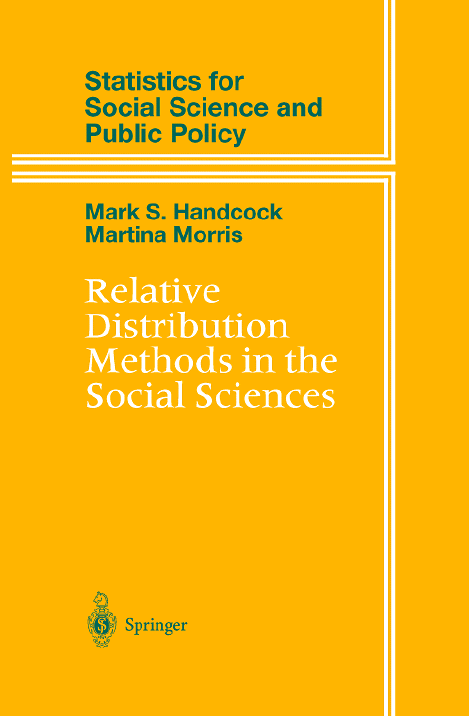 Statistics for
Social Science and
Public Policy
Mark S. Handcock
Martina Morris
Relative
Distribution
Methods in the
Social Sciences
Springer